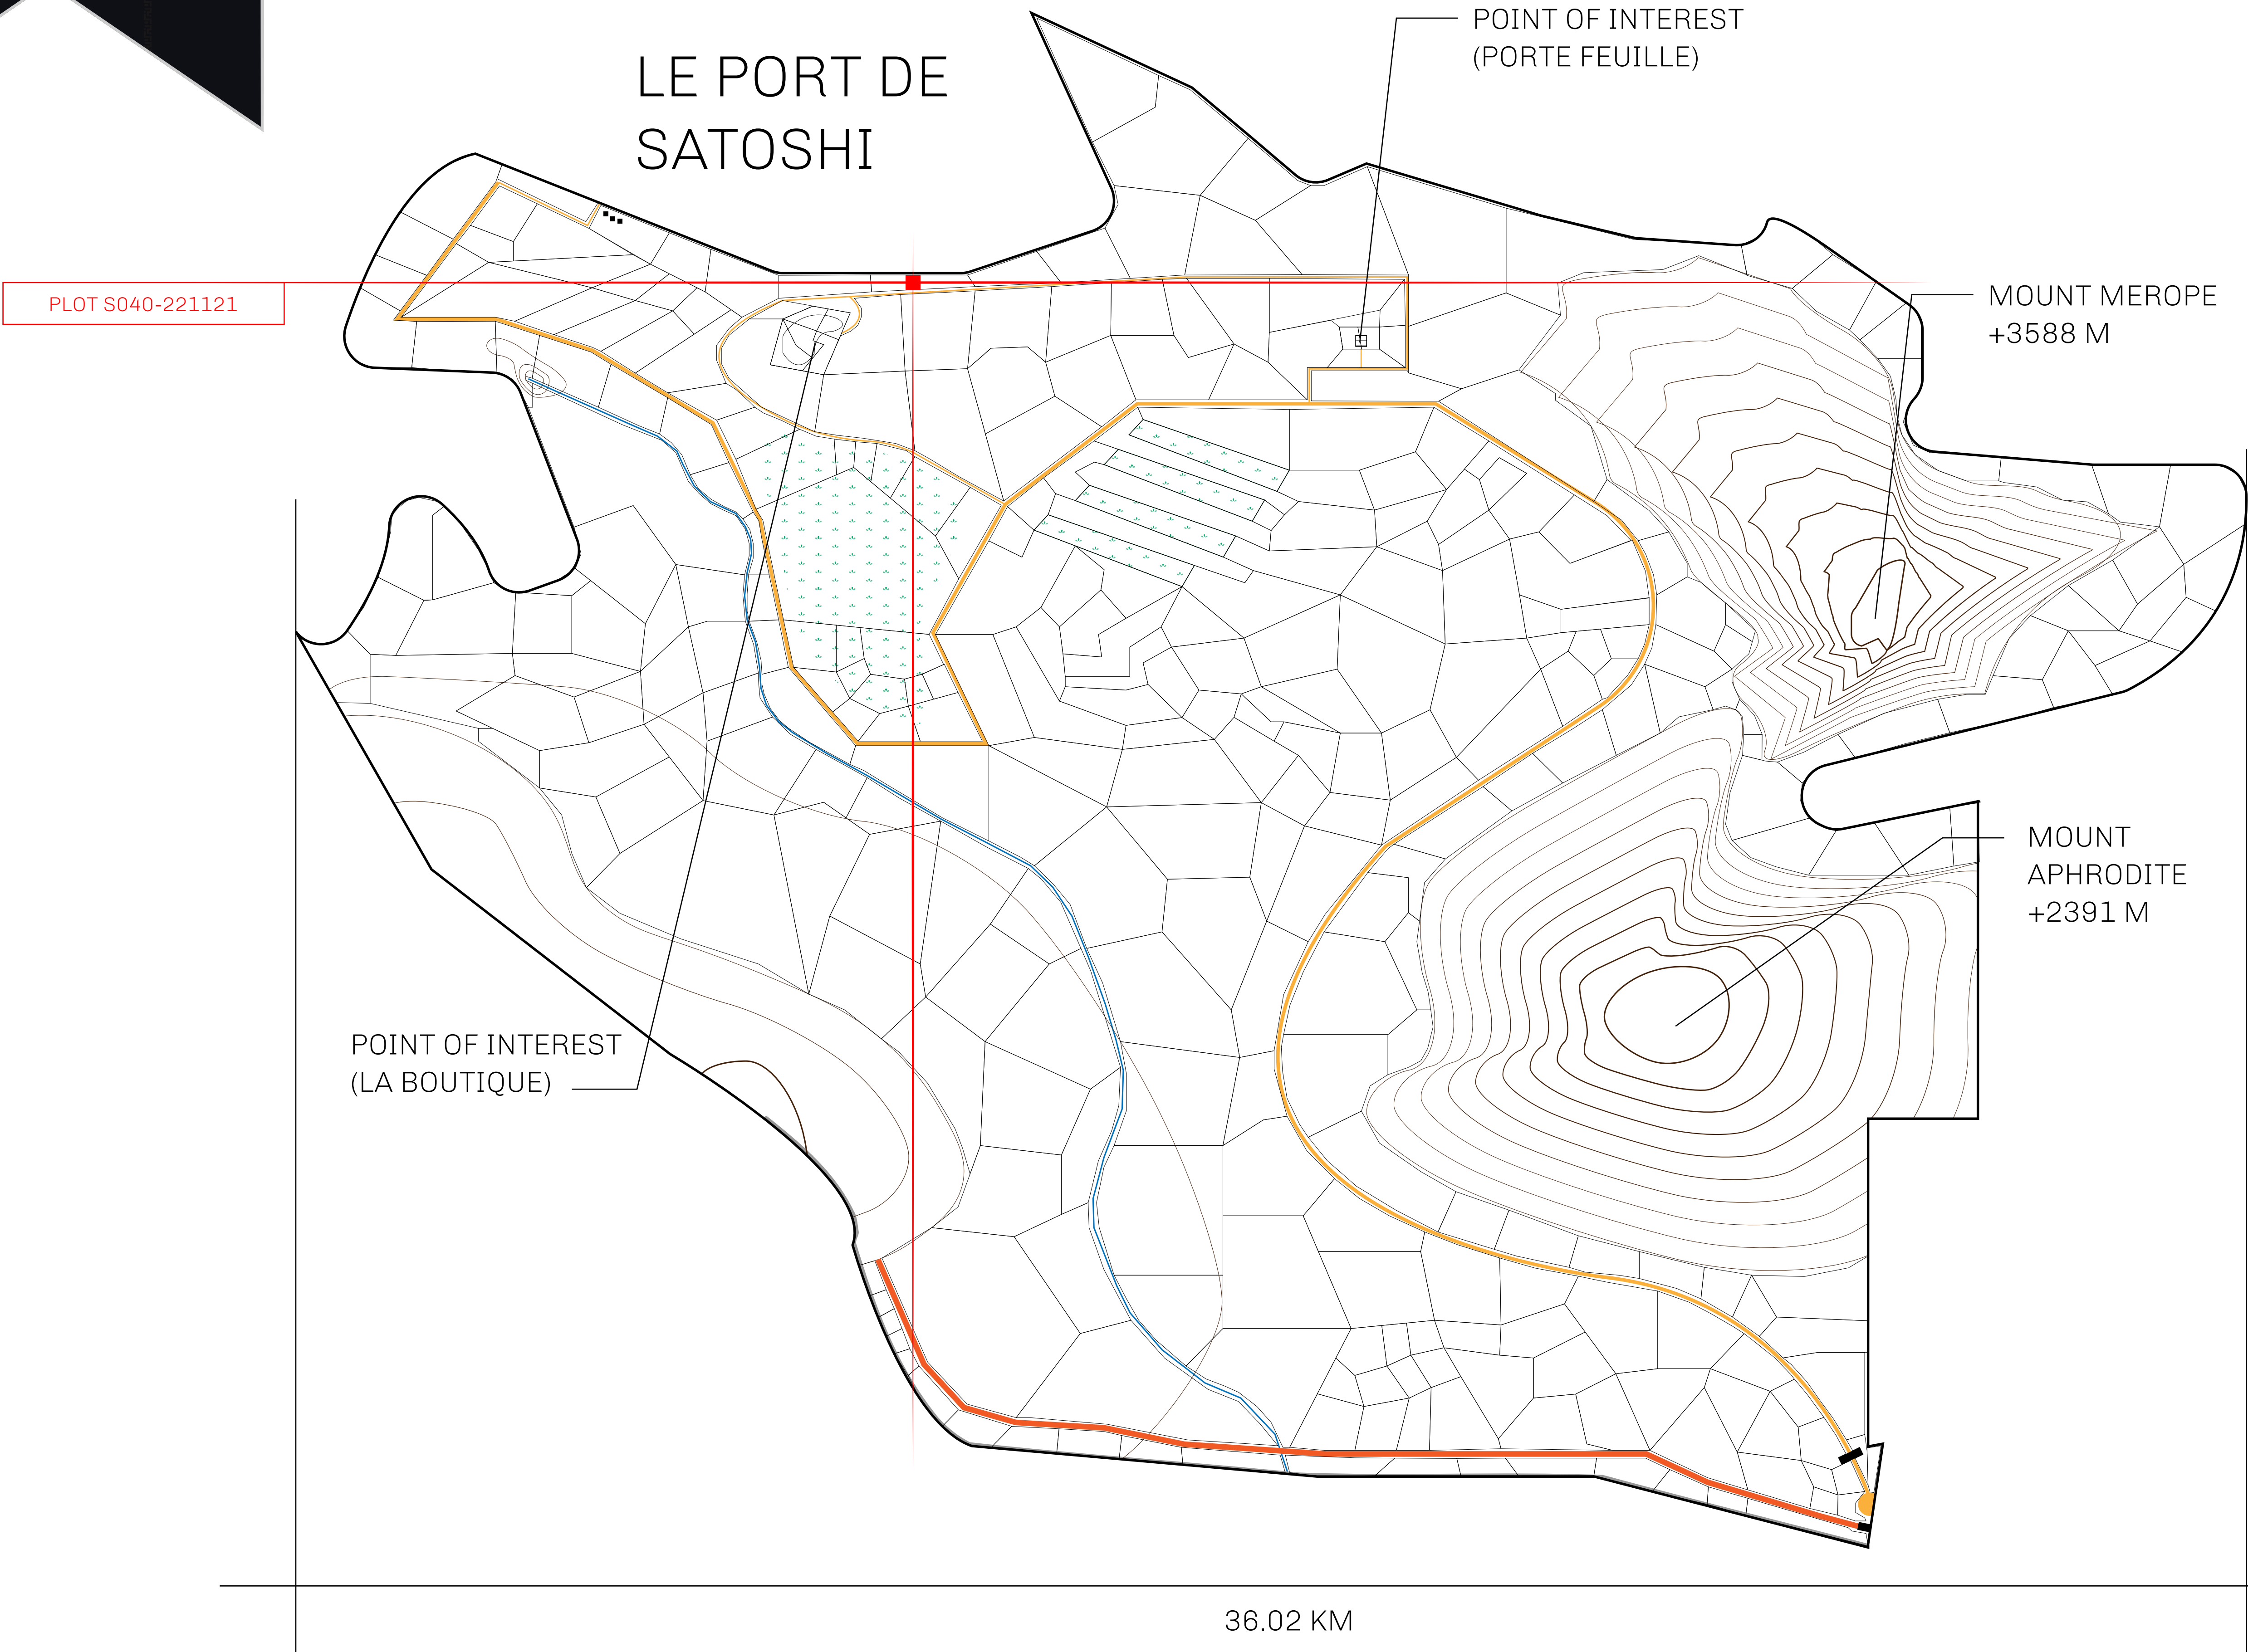 POINT OF INTEREST
(PORTE FEUILLE)
LE PORT DE
SATOSHI
PLOT S040-221121
MOUNT MEROPE
+3588 M
MOUNT
APHRODITE
+2391 M
POINT OF INTEREST
(LA BOUTIQUE)
36.02 KM